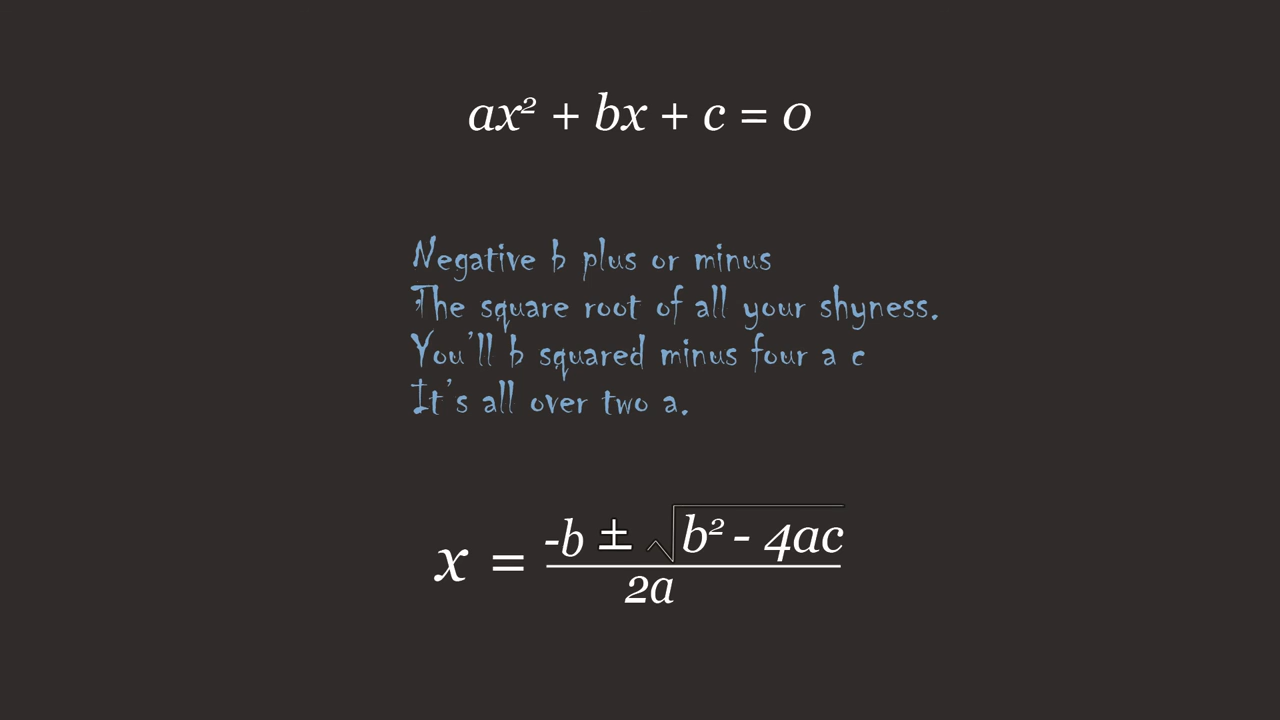 ax² + bx + c = 0
Negative b plus or minus
The square root of all your shyness.
You'll b squared minus four a c
It's all over two a.
x = -b ± √b² - 4ac
2a